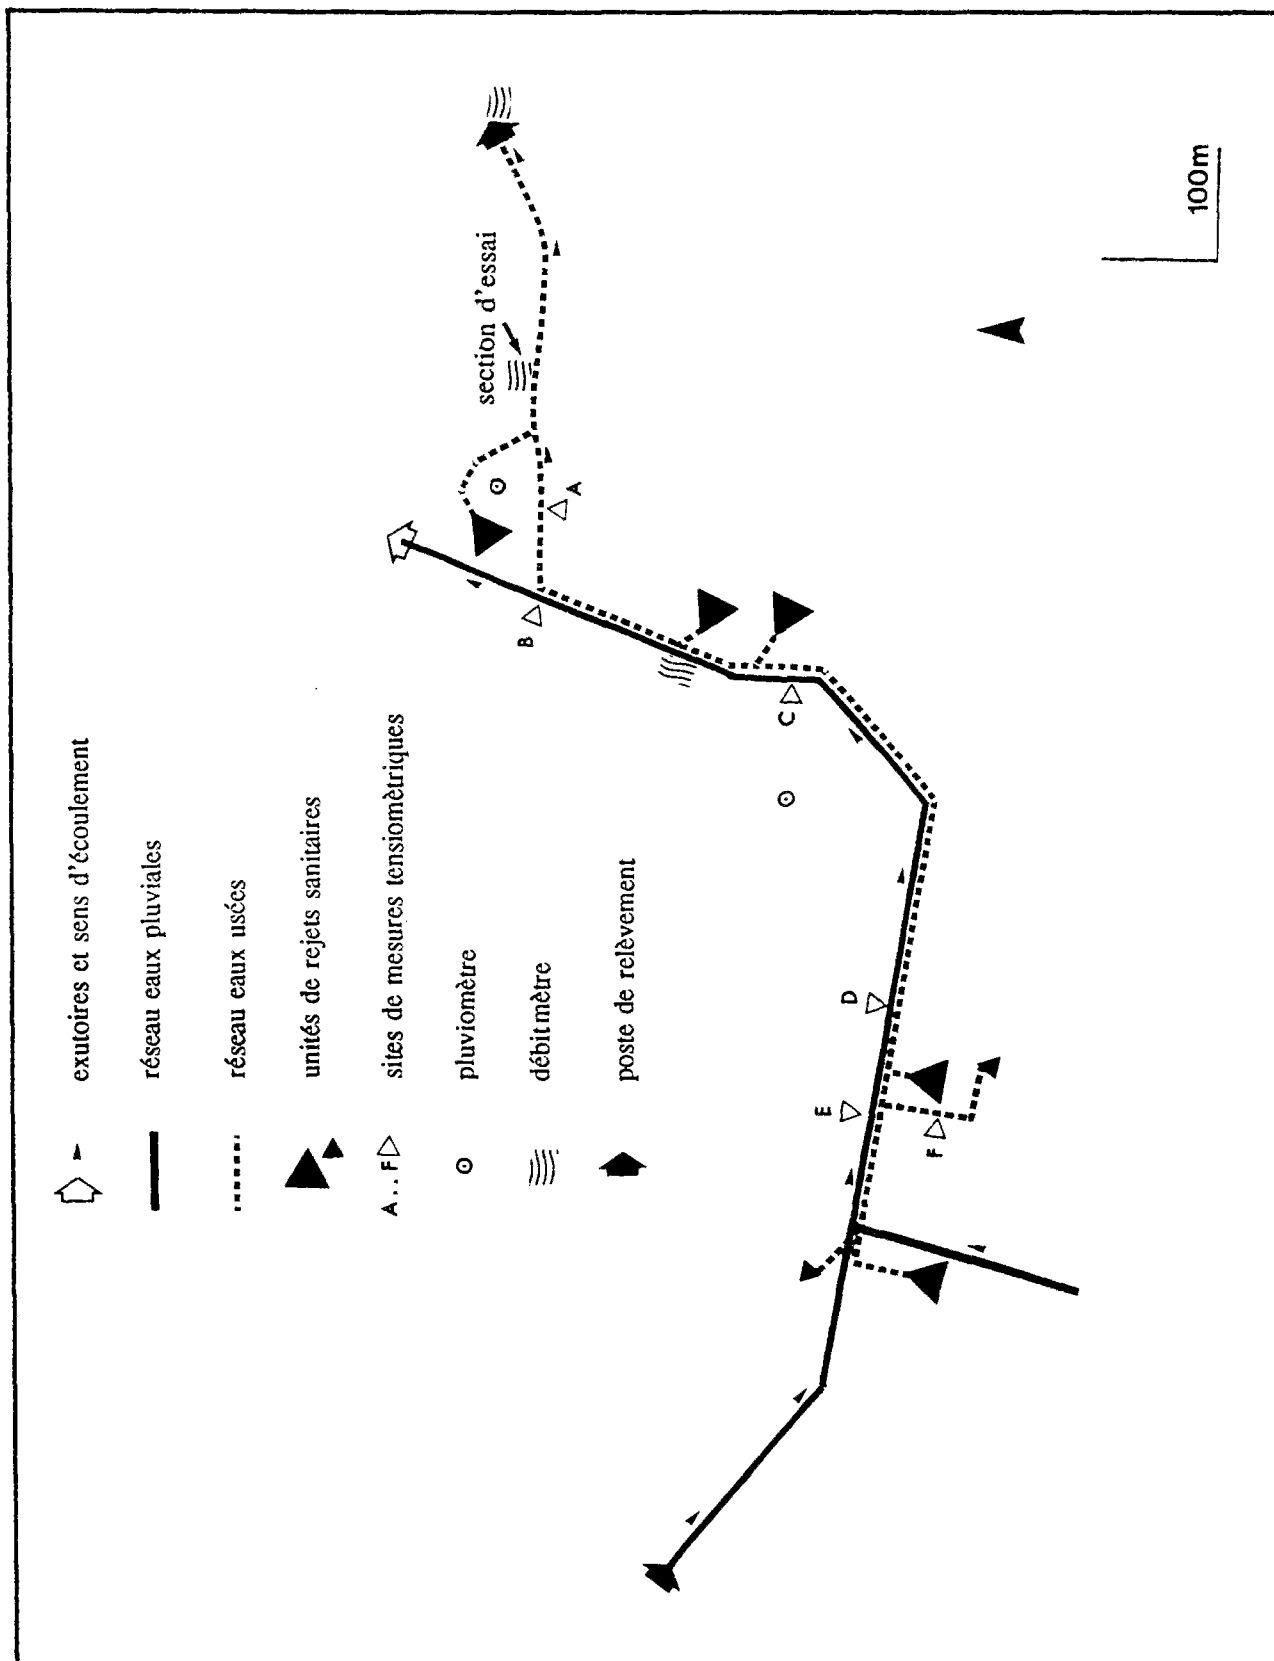 exutoires et sens d'écoulement
réseau eaux pluviales
réseau eaux usées
unités de rejets sanitaires
A..F sites de mesures tensiomètriques
pluviomètre
débitmètre
poste de relèvement
section d'essai
A
B
C
D
E
F
100m